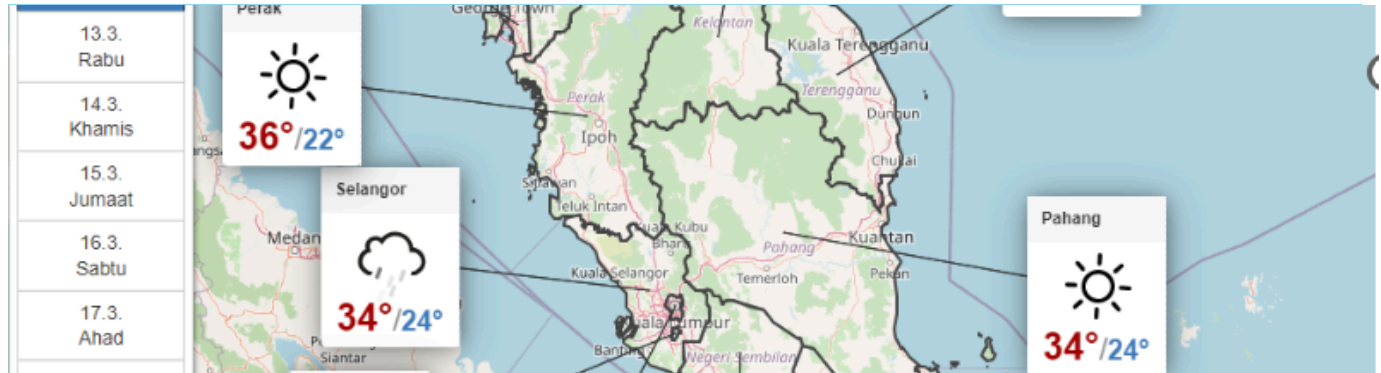 13.3.
Rabu
14.3.
Khamis
15.3.
Jumaat
16.3.
Sabtu
17.3.
Ahad
Perak
36°/22°
Selangor
34°/24°
Pahang
34°/24°
George Town
Kelantan
Kuala Terengganu
Terengganu
Perak
Ipoh
Dungun
Chukai
Sitiawan
Teluk Intan
Kuala Kubu
Bharu
Kuantan
Pahang
Medan
Kuala Selangor
Temerloh
Pekan
Kuala Lumpur
Siantar
Banting
Negeri Sembilan